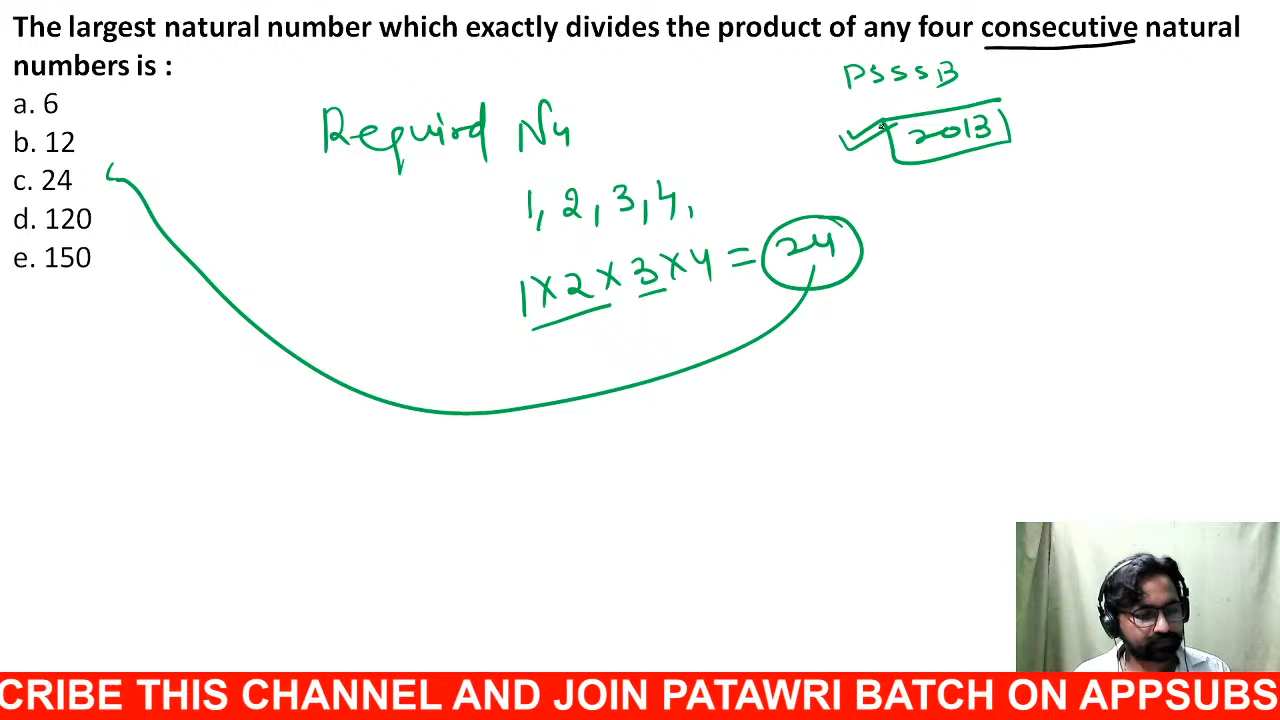 The largest natural number which exactly divides the product of any four consecutive natural
numbers is :
a. 6
b. 12
c. 24
d. 120
e. 150
PSSSB
2013
Required No
1, 2, 3, 4,
1 × 2 × 3 × 4 = 24
CRIBE THIS CHANNEL AND JOIN PATAWRI BATCH ON APPSUBS